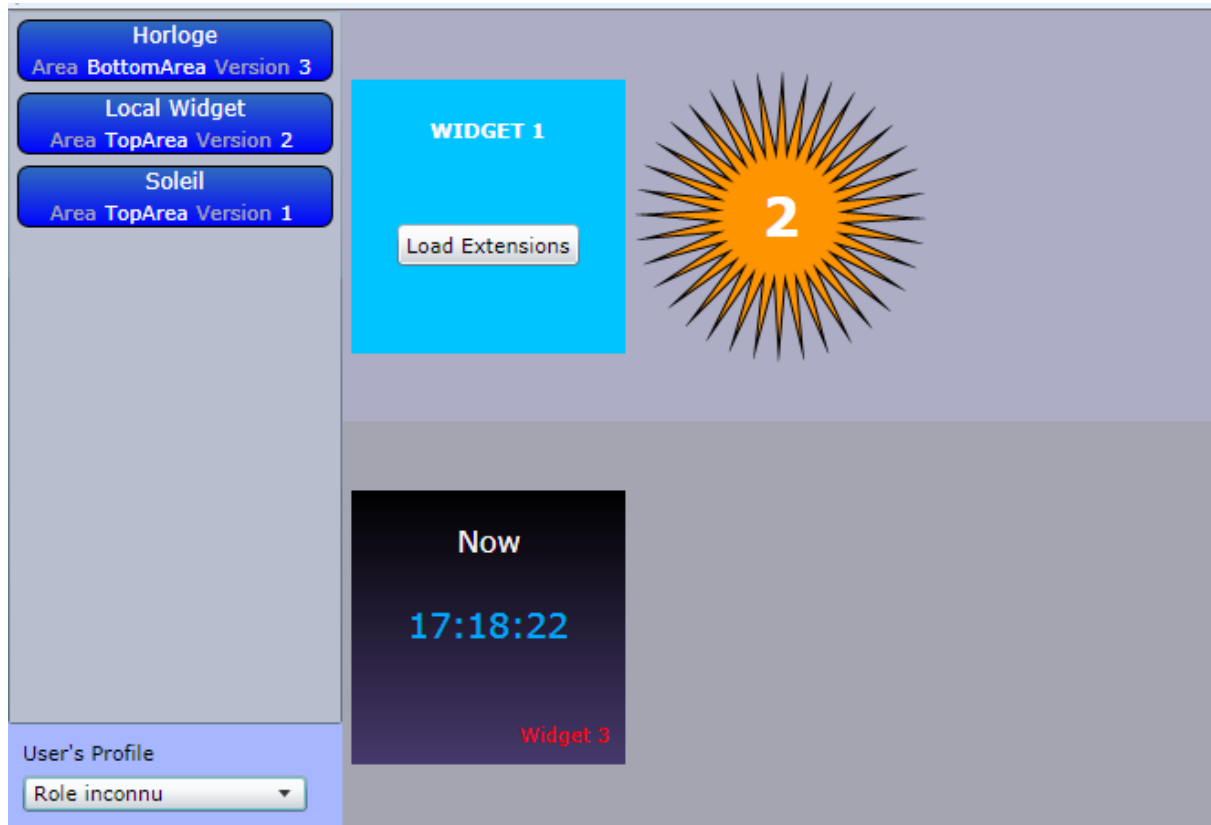 Horloge
Area BottomArea Version 3
Local Widget
Area TopArea Version 2
Soleil
Area TopArea Version 1
WIDGET 1
Load Extensions
2
Now
17:18:22
Widget 3
User's Profile
Role inconnu